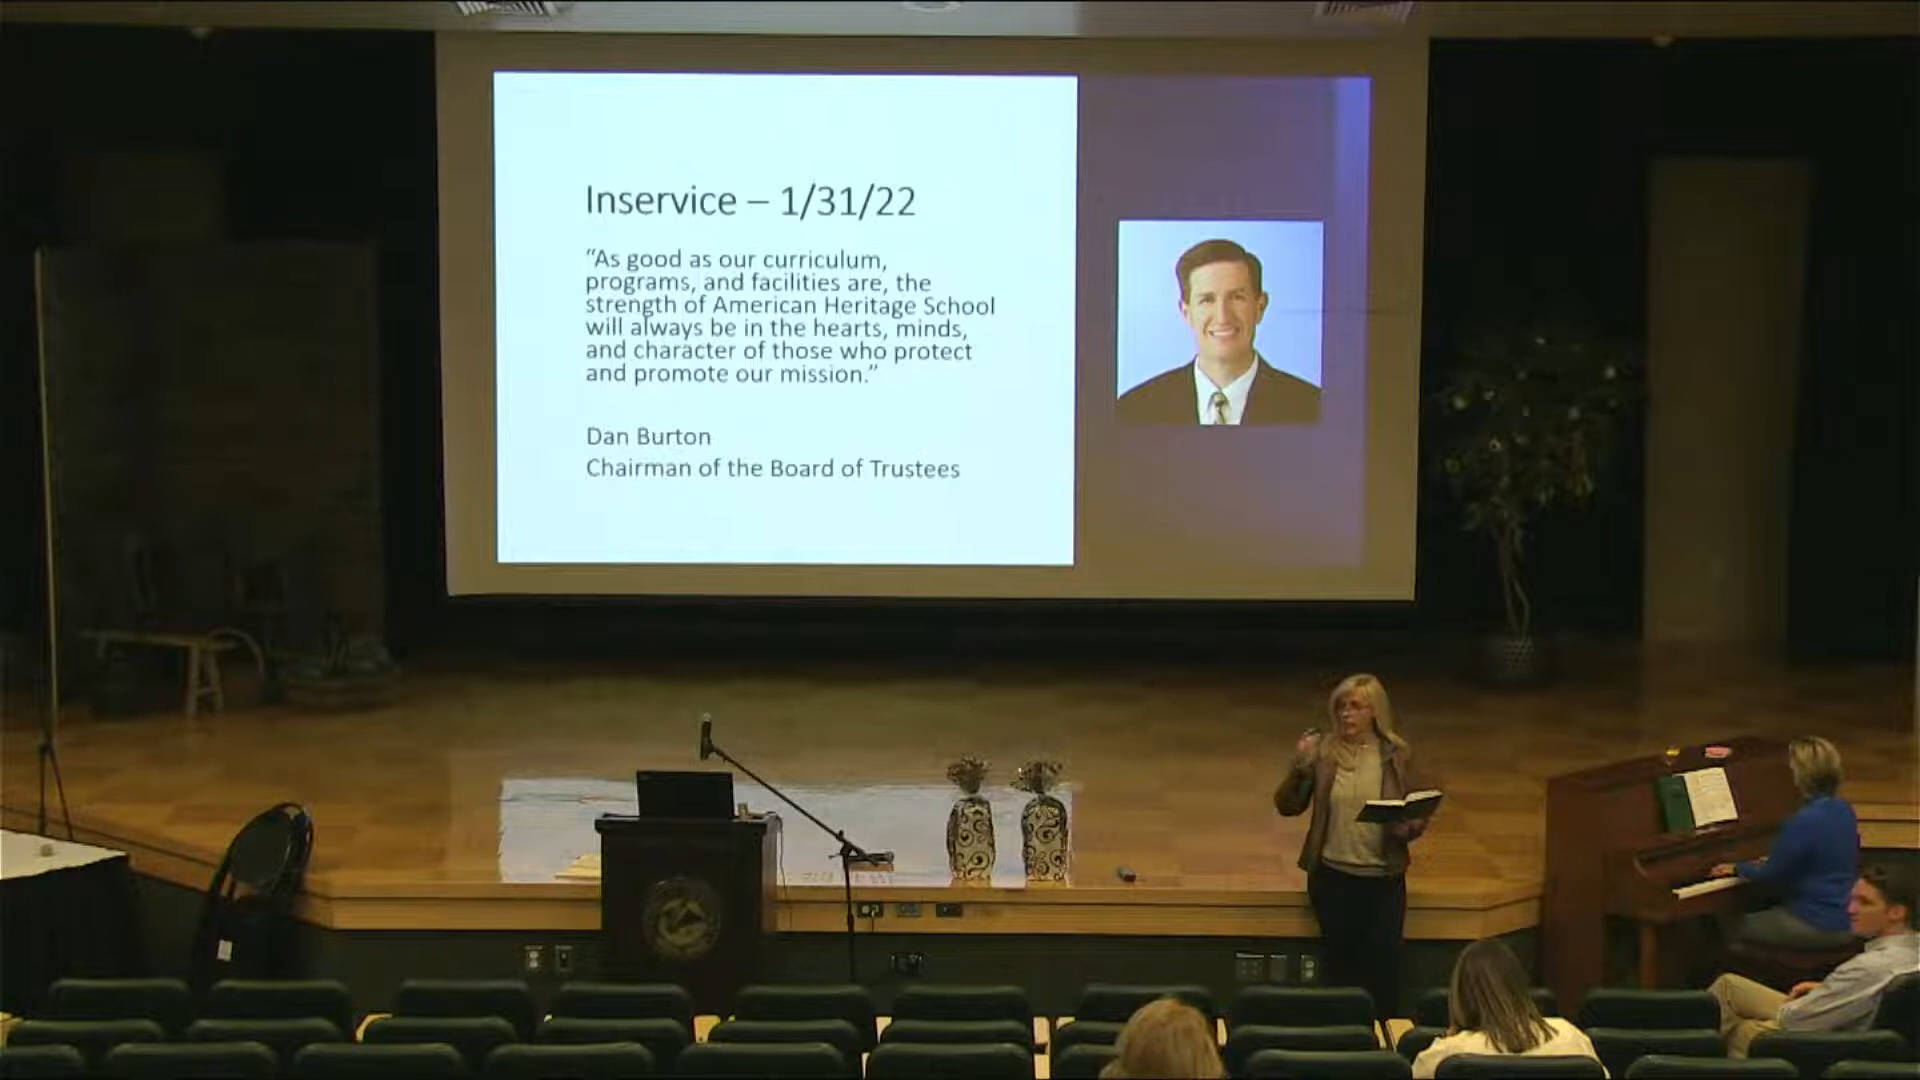 Inservice – 1/31/22
“As good as our curriculum,
programs, and facilities are, the
strength of American Heritage School
will always be in the hearts, minds,
and character of those who protect
and promote our mission.”
Dan Burton
Chairman of the Board of Trustees